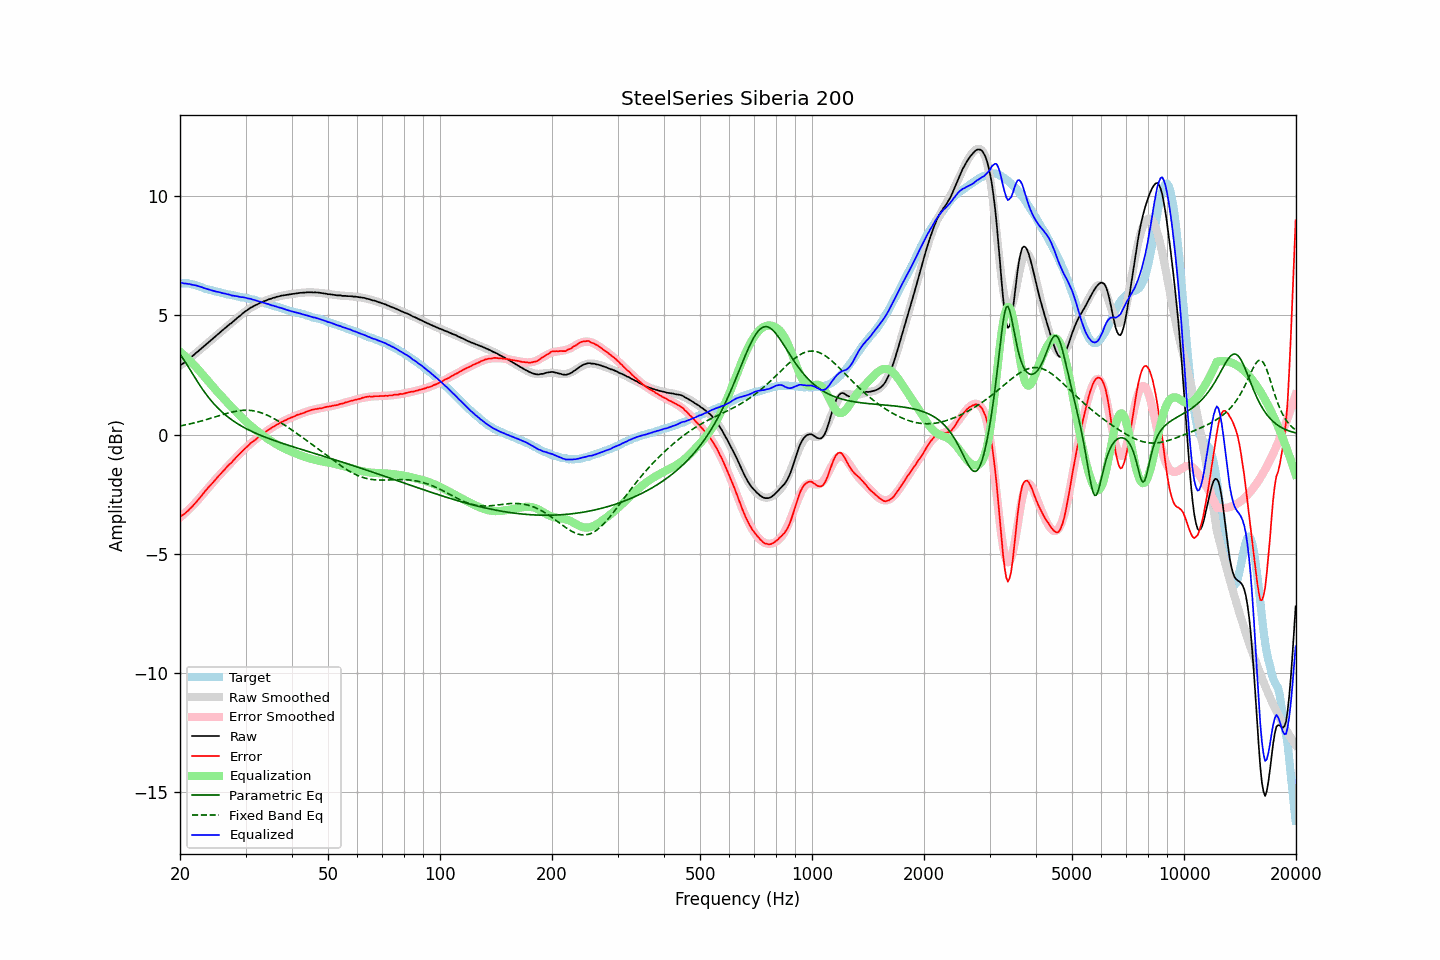 SteelSeries Siberia 200
Amplitude (dBr)
10
5
0
−5
−10
−15
Target
Raw Smoothed
Error Smoothed
Raw
Error
Equalization
Parametric Eq
Fixed Band Eq
Equalized
20 50 100 200 500 1000 2000 5000 10000 20000
Frequency (Hz)